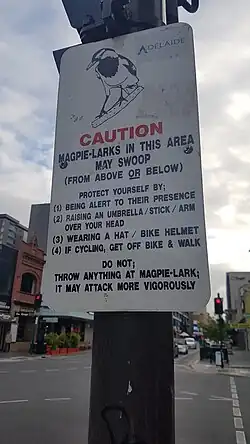 ADELAIDE
CAUTION
MAGPIE-LARKS IN THIS AREA
MAY SWOOP
(FROM ABOVE OR BELOW)
PROTECT YOURSELF BY:
(1) BEING ALERT TO THEIR PRESENCE
(2) RAISING AN UMBRELLA/STICK/ARM
OVER YOUR HEAD
(3) WEARING A HAT / BIKE HELMET
(4) IF CYCLING, GET OFF BIKE & WALK
DO NOT;
THROW ANYTHING AT MAGPIE-LARK;
IT MAY ATTACK MORE VIGOROUSLY